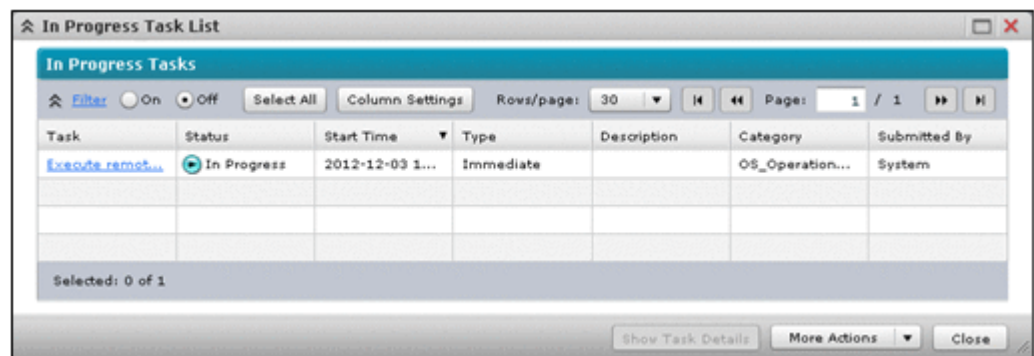 In Progress Task List
In Progress Tasks
Filter On Off Select All Column Settings Rows/page: 30 Page: 1 / 1
Task Status Start Time Type Description Category Submitted By
Execute remot... In Progress 2012-12-03 1... Immediate OS_Operation... System
Selected: 0 of 1
Show Task Details More Actions Close